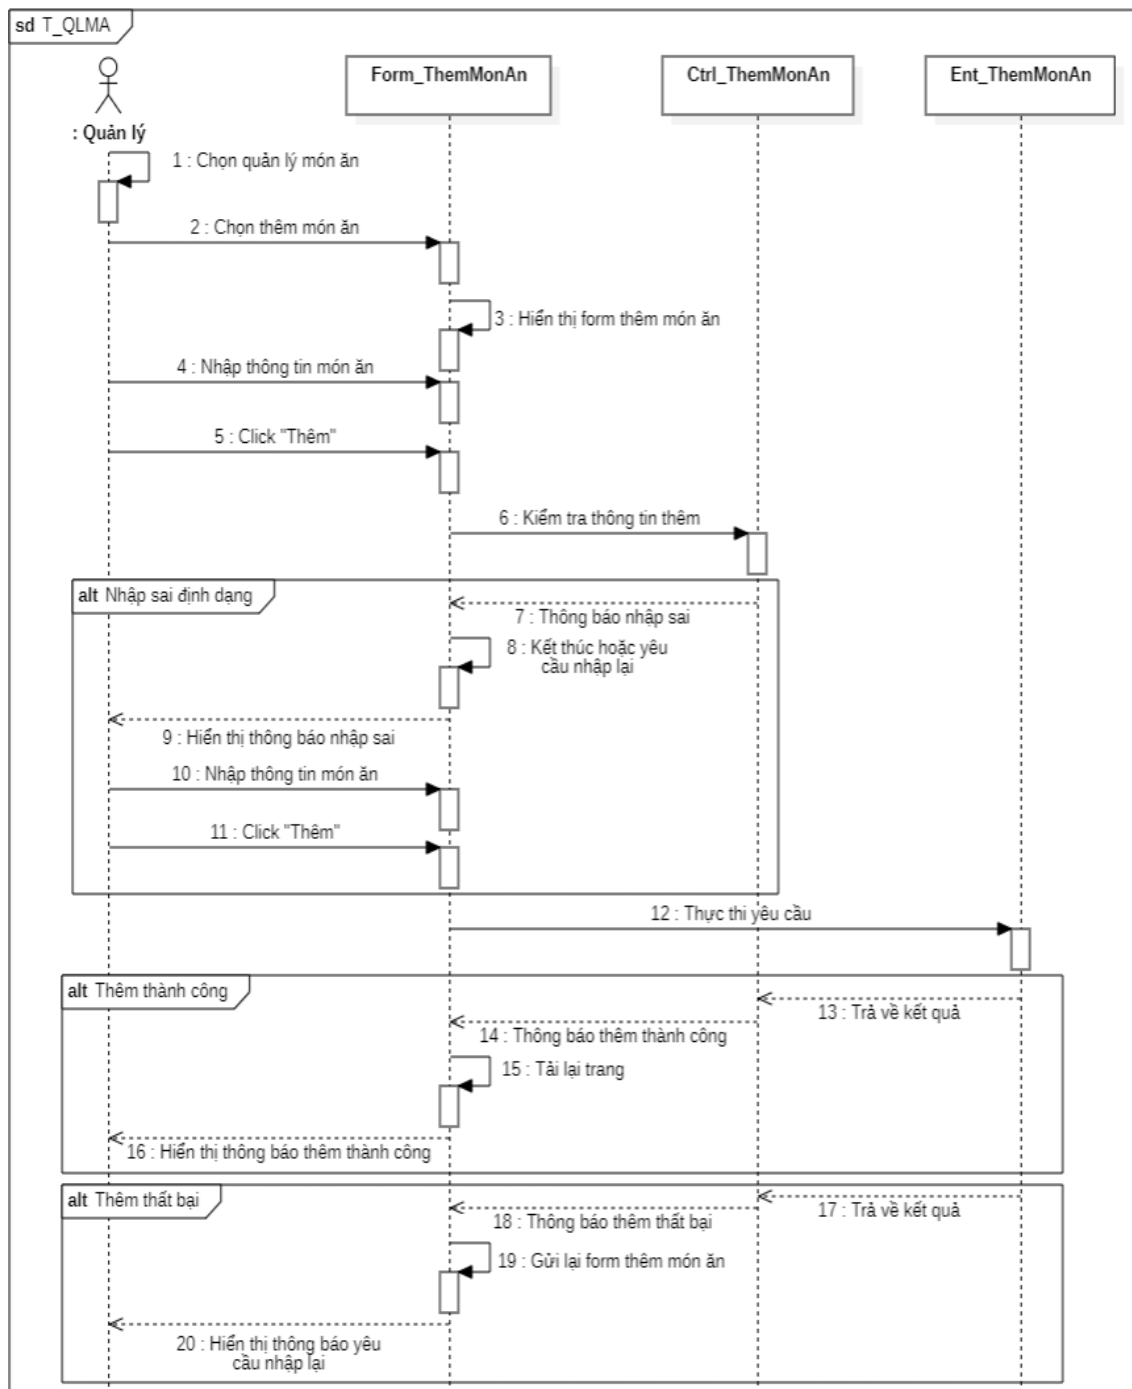 sd T_QLMA
Form_ThemMonAn
Ctrl_ThemMonAn
Ent_ThemMonAn
: Quản lý
1 : Chọn quản lý món ăn
2 : Chọn thêm món ăn
3 : Hiển thị form thêm món ăn
4 : Nhập thông tin món ăn
5 : Click "Thêm"
6 : Kiểm tra thông tin thêm
alt Nhập sai định dạng
7 : Thông báo nhập sai
8 : Kết thúc hoặc yêu
cầu nhập lại
9 : Hiển thị thông báo nhập sai
10 : Nhập thông tin món ăn
11 : Click "Thêm"
12 : Thực thi yêu cầu
alt Thêm thành công
13 : Trả về kết quả
14 : Thông báo thêm thành công
15 : Tải lại trang
16 : Hiển thị thông báo thêm thành công
alt Thêm thất bại
17 : Trả về kết quả
18 : Thông báo thêm thất bại
19 : Gửi lại form thêm món ăn
20 : Hiển thị thông báo yêu
cầu nhập lại